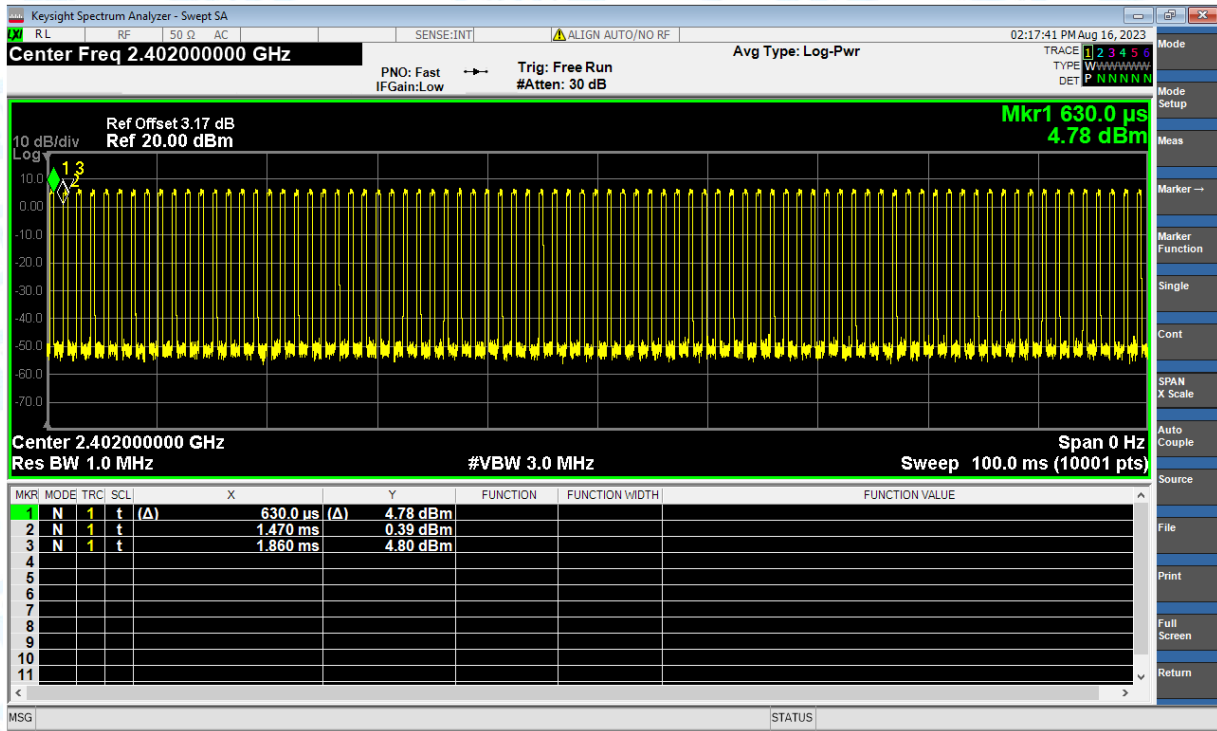 Keysight Spectrum Analyzer - Swept SA
LXI RL RF 50 Ω AC SENSE:INT ALIGN AUTO/NO RF 02:17:41 PM Aug 16, 2023
Center Freq 2.402000000 GHz
PNO: Fast
IFGain:Low
Trig: Free Run
#Atten: 30 dB
Avg Type: Log-Pwr
TRACE 1 2 3 4 5 6
TYPE WWWWWW
DET P N N N N N
Mkr1 630.0 µs
4.78 dBm
Ref Offset 3.17 dB
10 dB/div Ref 20.00 dBm
Log
10.0
0.00
-10.0
-20.0
-30.0
-40.0
-50.0
-60.0
-70.0
1 3
2
Center 2.402000000 GHz Span 0 Hz
Res BW 1.0 MHz #VBW 3.0 MHz Sweep 100.0 ms (10001 pts)
MKR MODE TRC SCL X Y FUNCTION FUNCTION WIDTH FUNCTION VALUE
1 N 1 t (Δ) 630.0 µs (Δ) 4.78 dBm
2 N 1 t 1.470 ms 0.39 dBm
3 N 1 t 1.860 ms 4.80 dBm
4
5
6
7
8
9
10
11
MSG STATUS
Mode
Mode
Setup
Meas
Marker →
Marker
Function
Single
Cont
SPAN
X Scale
Auto
Couple
Source
File
Print
Full
Screen
Return